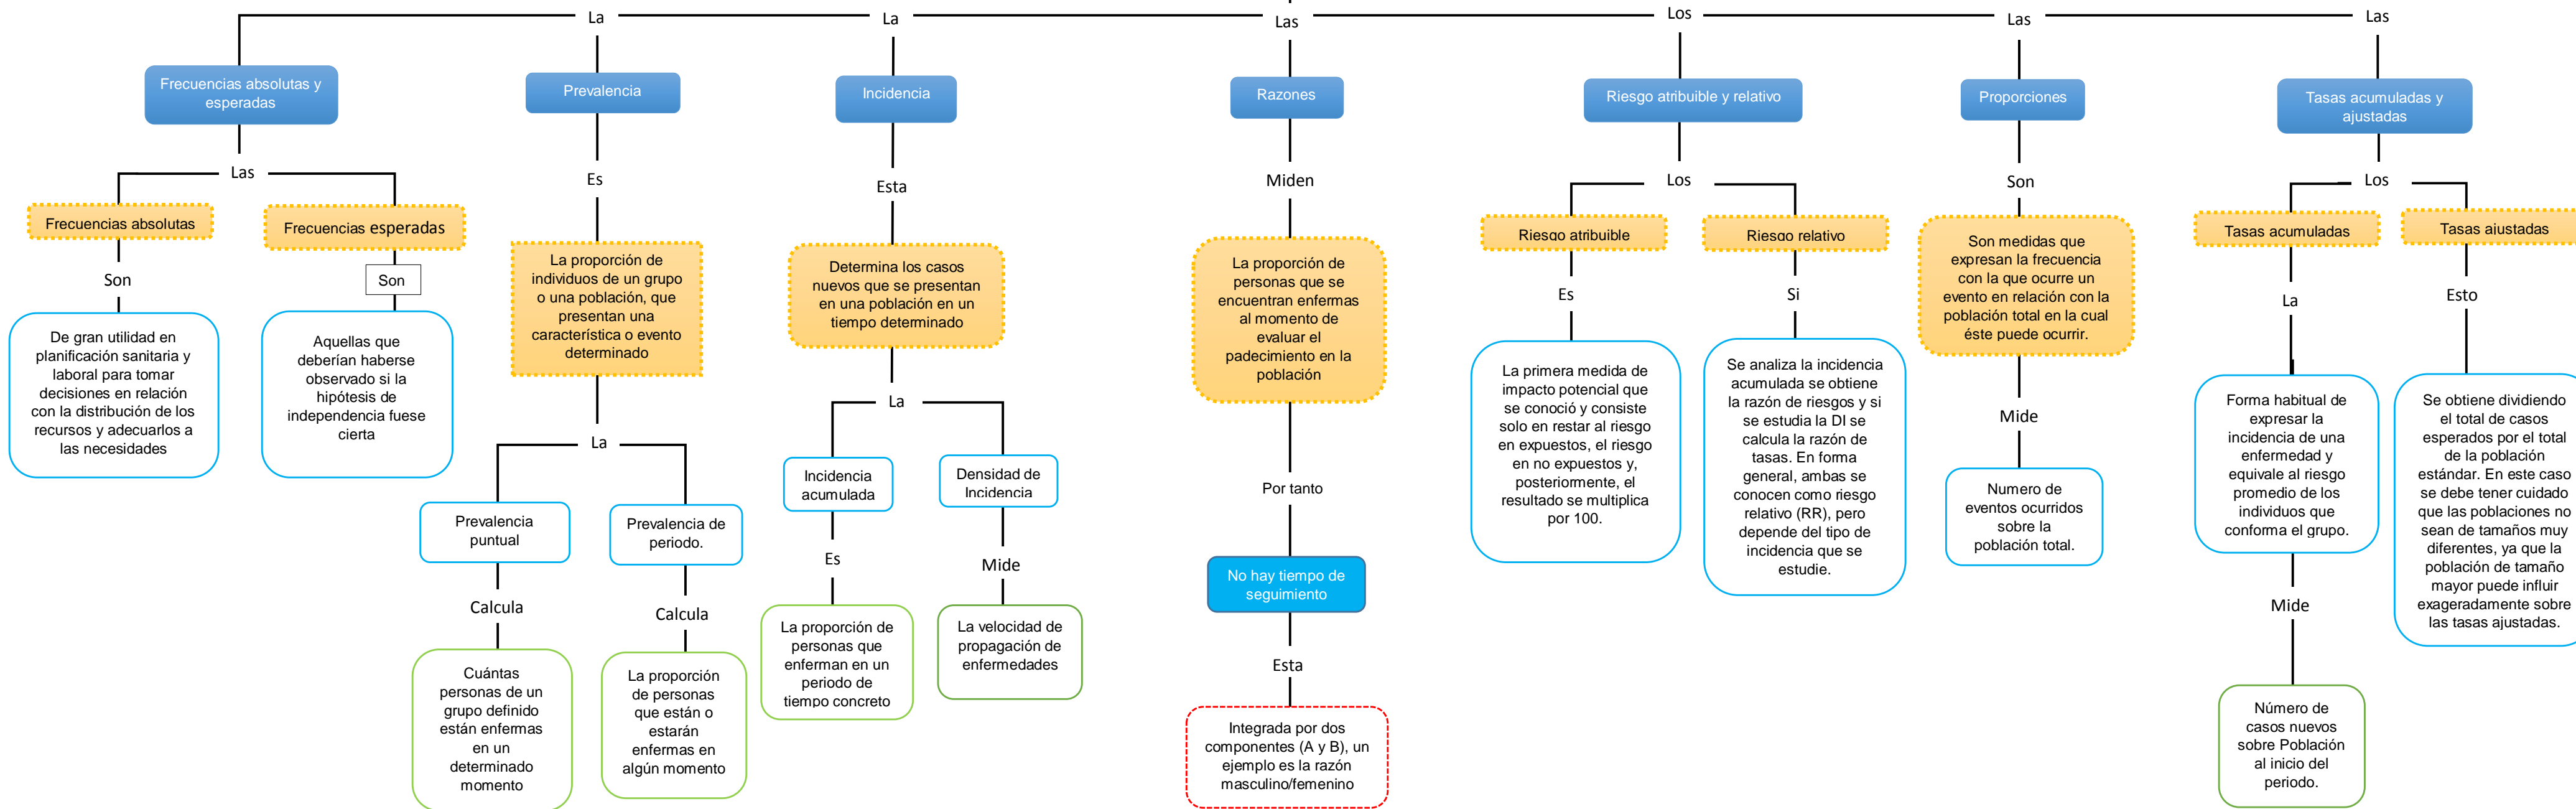 La
La
Las
Los
Las
Las
Frecuencias absolutas y
esperadas
Prevalencia
Incidencia
Razones
Riesgo atribuible y relativo
Proporciones
Tasas acumuladas y
ajustadas
Las
Frecuencias absolutas
Son
De gran utilidad en
planificación sanitaria y
laboral para tomar
decisiones en relación
con la distribución de los
recursos y adecuarlos a
las necesidades
Frecuencias esperadas
Son
Aquellas que
deberían haberse
observado si la
hipótesis de
independencia fuese
cierta
Es
La proporción de
individuos de un grupo
o una población, que
presentan una
característica o evento
determinado
La
Prevalencia
puntual
Calcula
Cuántas
personas de un
grupo definido
están enfermas
en un
determinado
momento
Prevalencia de
periodo.
Calcula
La proporción
de personas
que están o
estarán
enfermas en
algún momento
Esta
Determina los casos
nuevos que se presentan
en una población en un
tiempo determinado
La
Incidencia
acumulada
Es
La proporción de
personas que
enferman en un
periodo de
tiempo concreto
Densidad de
Incidencia
Mide
La velocidad de
propagación de
enfermedades
Miden
La proporción de
personas que se
encuentran enfermas
al momento de
evaluar el
padecimiento en la
población
Por tanto
No hay tiempo de
seguimiento
Esta
Integrada por dos
componentes (A y B), un
ejemplo es la razón
masculino/femenino
Los
Riesgo atribuible
Es
La primera medida de
impacto potencial que
se conoció y consiste
solo en restar al riesgo
en expuestos, el riesgo
en no expuestos y,
posteriormente, el
resultado se multiplica
por 100.
Riesgo relativo
Si
Se analiza la incidencia
acumulada se obtiene
la razón de riesgos y si
se estudia la DI se
calcula la razón de
tasas. En forma
general, ambas se
conocen como riesgo
relativo (RR), pero
depende del tipo de
incidencia que se
estudie.
Son
Son medidas que
expresan la frecuencia
con la que ocurre un
evento en relación con la
población total en la cual
éste puede ocurrir.
Mide
Numero de
eventos ocurridos
sobre la
población total.
Los
Tasas acumuladas
La
Forma habitual de
expresar la
incidencia de una
enfermedad y
equivale al riesgo
promedio de los
individuos que
conforma el grupo.
Mide
Número de
casos nuevos
sobre Población
al inicio del
periodo.
Tasas ajustadas
Esto
Se obtiene dividiendo
el total de casos
esperados por el total
de la población
estándar. En este caso
se debe tener cuidado
que las poblaciones no
sean de tamaños muy
diferentes, ya que la
población de tamaño
mayor puede influir
exageradamente sobre
las tasas ajustadas.